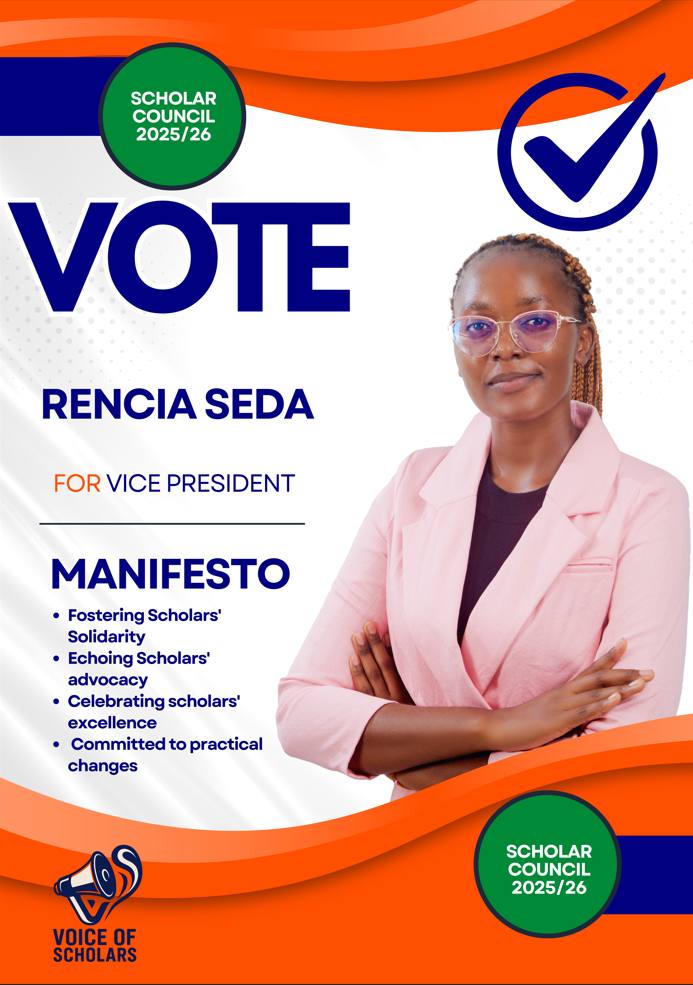 SCHOLAR
COUNCIL
2025/26
VOTE
RENCIA SEDA
FOR VICE PRESIDENT
MANIFESTO
• Fostering Scholars'
Solidarity
• Echoing Scholars'
advocacy
• Celebrating scholars'
excellence
• Committed to practical
changes
SCHOLAR
COUNCIL
2025/26
VOICE OF
SCHOLARS